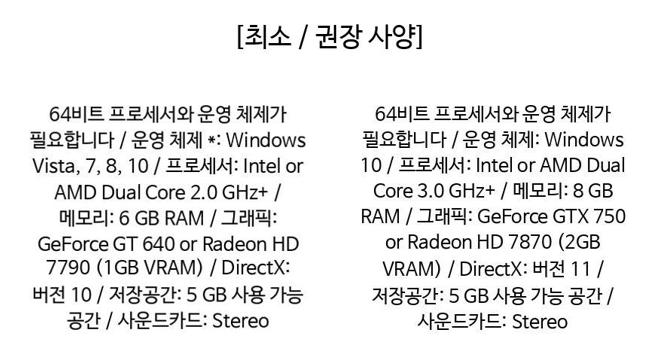 [최소 / 권장 사양]
64비트 프로세서와 운영 체제가
필요합니다 / 운영 체제 *: Windows
Vista, 7, 8, 10 / 프로세서: Intel or
AMD Dual Core 2.0 GHz+ /
메모리: 6 GB RAM / 그래픽:
GeForce GT 640 or Radeon HD
7790 (1GB VRAM) / DirectX:
버전 10 / 저장공간: 5 GB 사용 가능
공간 / 사운드카드: Stereo
64비트 프로세서와 운영 체제가
필요합니다 / 운영 체제: Windows
10 / 프로세서: Intel or AMD Dual
Core 3.0 GHz+ / 메모리: 8 GB
RAM / 그래픽: GeForce GTX 750
or Radeon HD 7870 (2GB
VRAM) / DirectX: 버전 11 /
저장공간: 5 GB 사용 가능 공간 /
사운드카드: Stereo